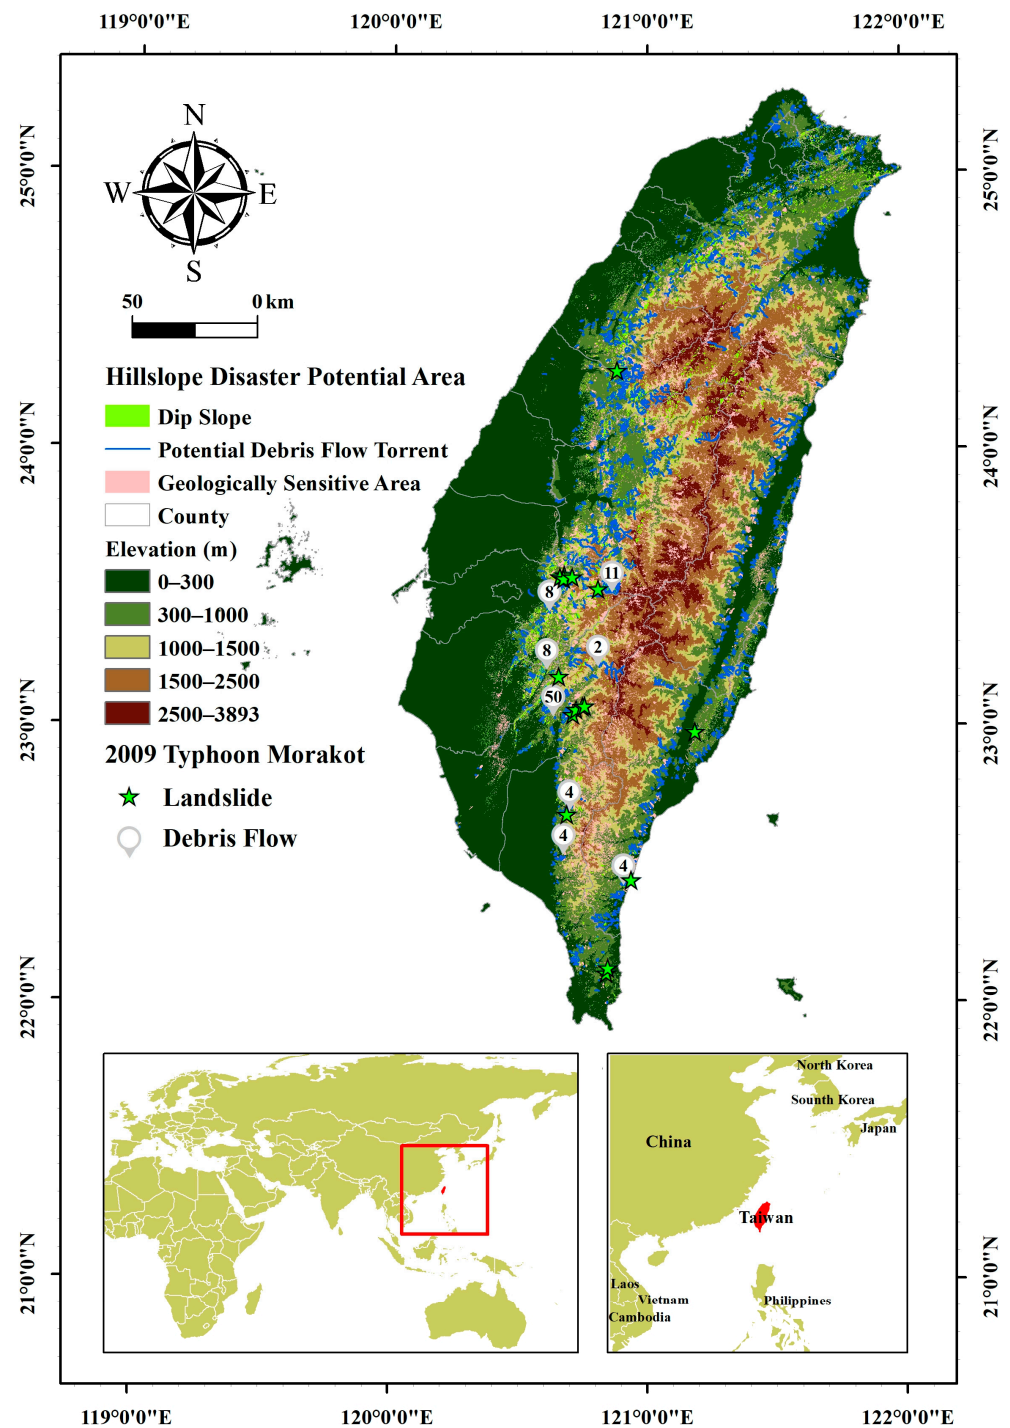 119°0'0"E 120°0'0"E 121°0'0"E 122°0'0"E
25°0'0"N
24°0'0"N
23°0'0"N
22°0'0"N
21°0'0"N
N
W E
S
50 0 km
Hillslope Disaster Potential Area
Dip Slope
Potential Debris Flow Torrent
Geologically Sensitive Area
County
Elevation (m)
0–300
300–1000
1000–1500
1500–2500
2500–3893
2009 Typhoon Morakot
Landslide
Debris Flow
11
8
8
2
50
4
4
4
25°0'0"N
24°0'0"N
23°0'0"N
22°0'0"N
21°0'0"N
North Korea
Sounth Korea
Japan
China
Taiwan
Laos
Vietnam
Cambodia
Philippines
119°0'0"E 120°0'0"E 121°0'0"E 122°0'0"E